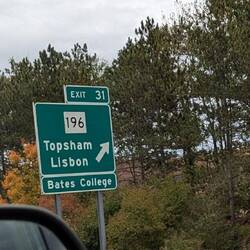 EXIT 31
196
Topsham
Lisbon
Bates College